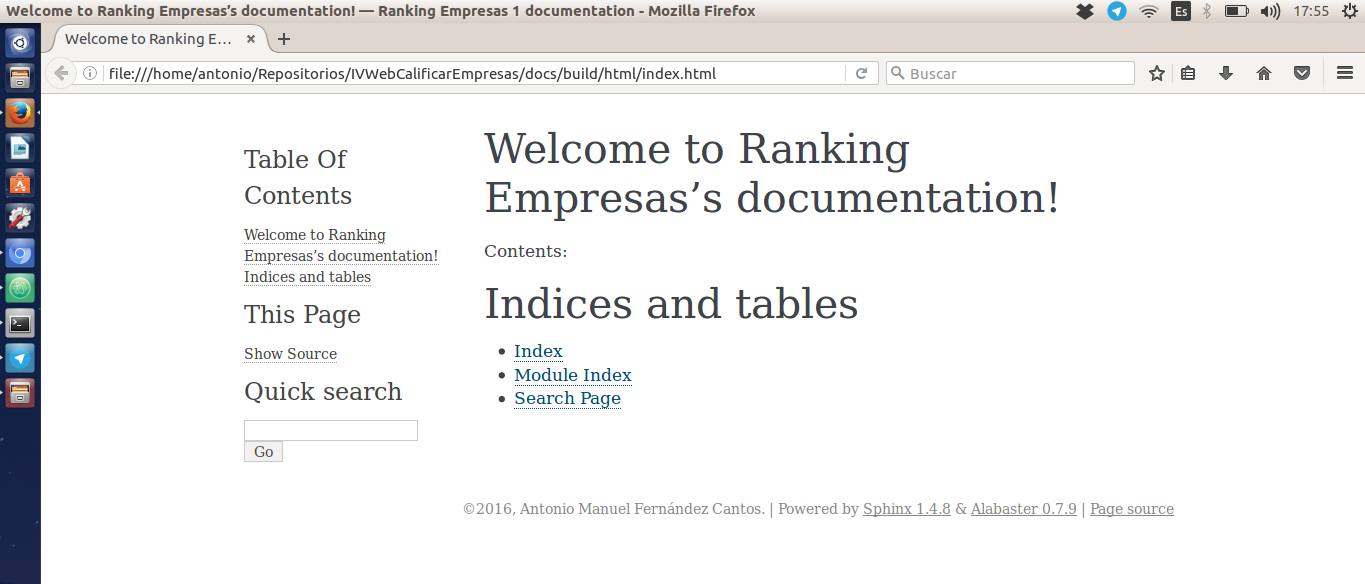 Welcome to Ranking Empresas’s documentation! — Ranking Empresas 1 documentation - Mozilla Firefox
Es
17:55
Welcome to Ranking E...
file:///home/antonio/Repositorios/IVWebCalificarEmpresas/docs/build/html/index.html
Buscar
Table Of
Contents
Welcome to Ranking
Empresas’s documentation!
Indices and tables
This Page
Show Source
Quick search
Go
Welcome to Ranking
Empresas’s documentation!
Contents:
Indices and tables
Index
Module Index
Search Page
©2016, Antonio Manuel Fernández Cantos. | Powered by Sphinx 1.4.8 & Alabaster 0.7.9 | Page source